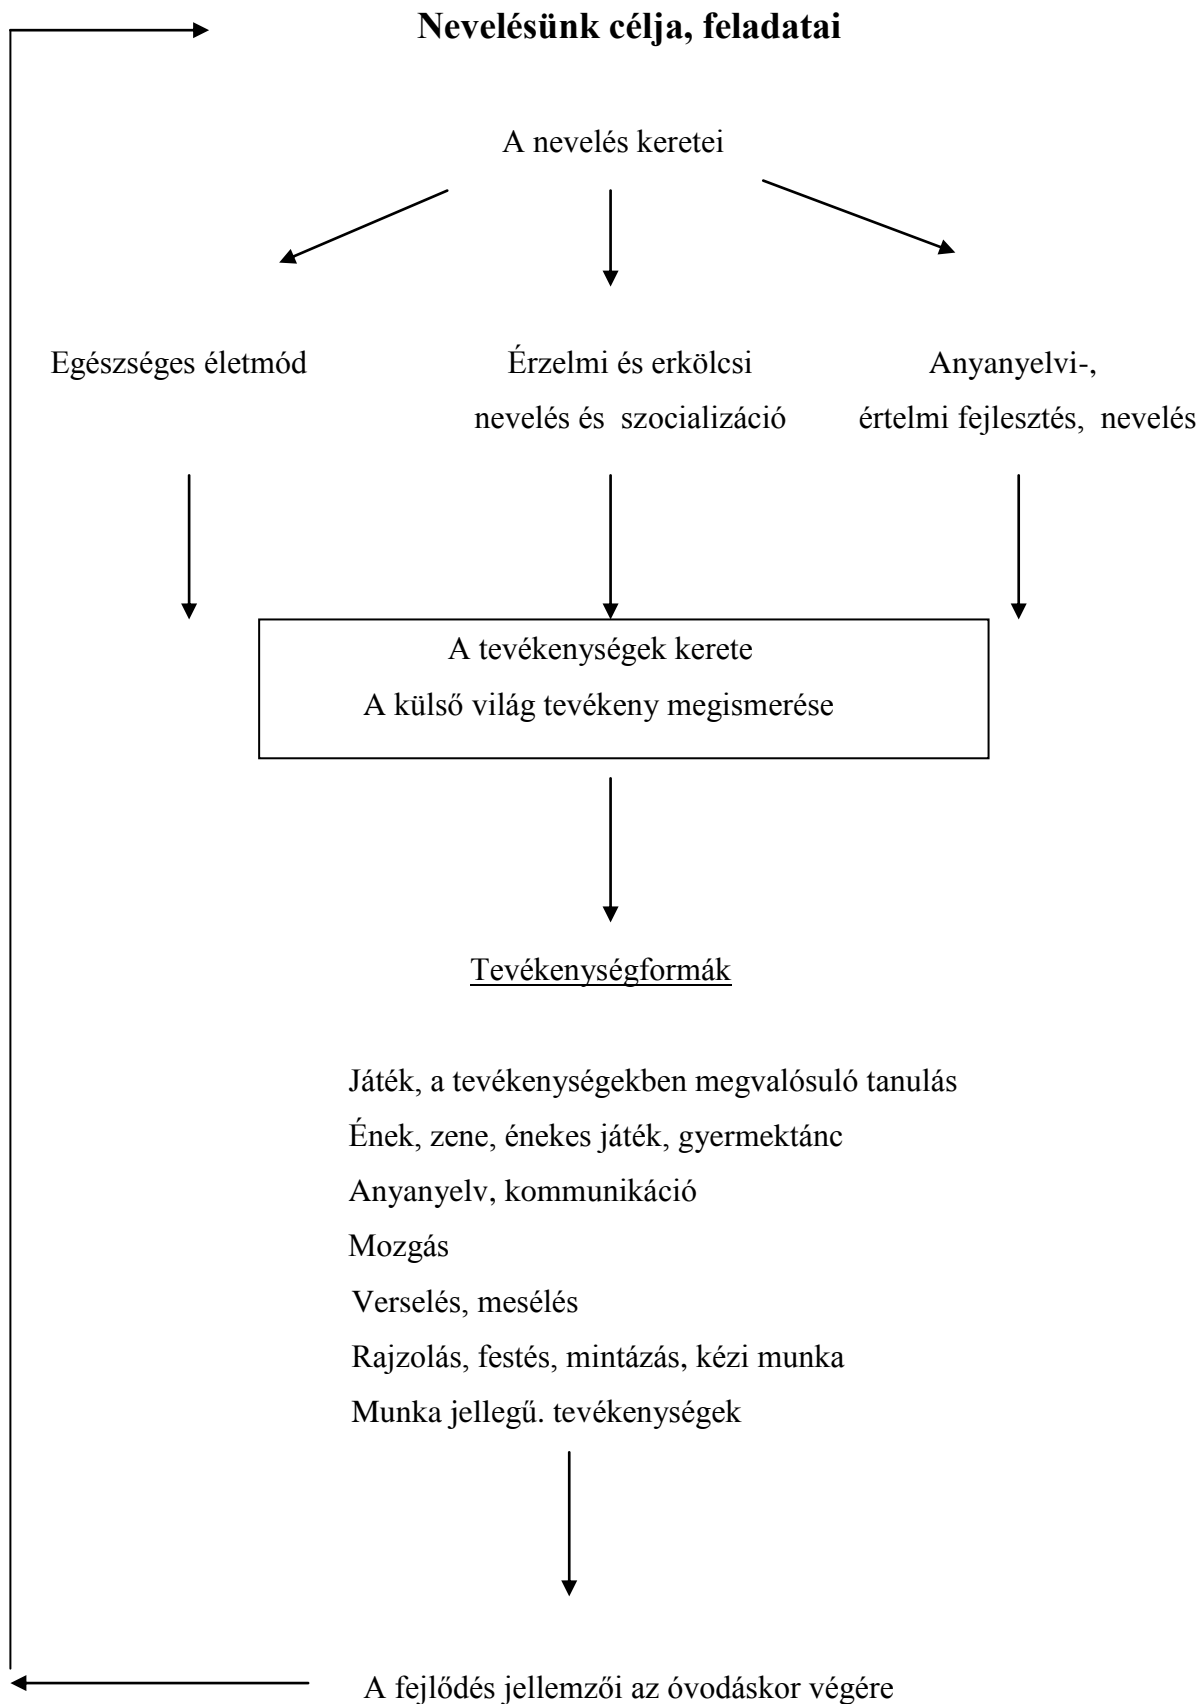 Nevelésünk célja, feladatai
A nevelés keretei
Egészséges életmód
Érzelmi és erkölcsi
nevelés és szocializáció
Anyanyelvi-,
értelmi fejlesztés, nevelés
A tevékenységek kerete
A külső világ tevékeny megismerése
Tevékenységformák
Játék, a tevékenységekben megvalósuló tanulás
Ének, zene, énekes játék, gyermektánc
Anyanyelv, kommunikáció
Mozgás
Verselés, mesélés
Rajzolás, festés, mintázás, kézi munka
Munka jellegű. tevékenységek
A fejlődés jellemzői az óvodáskor végére